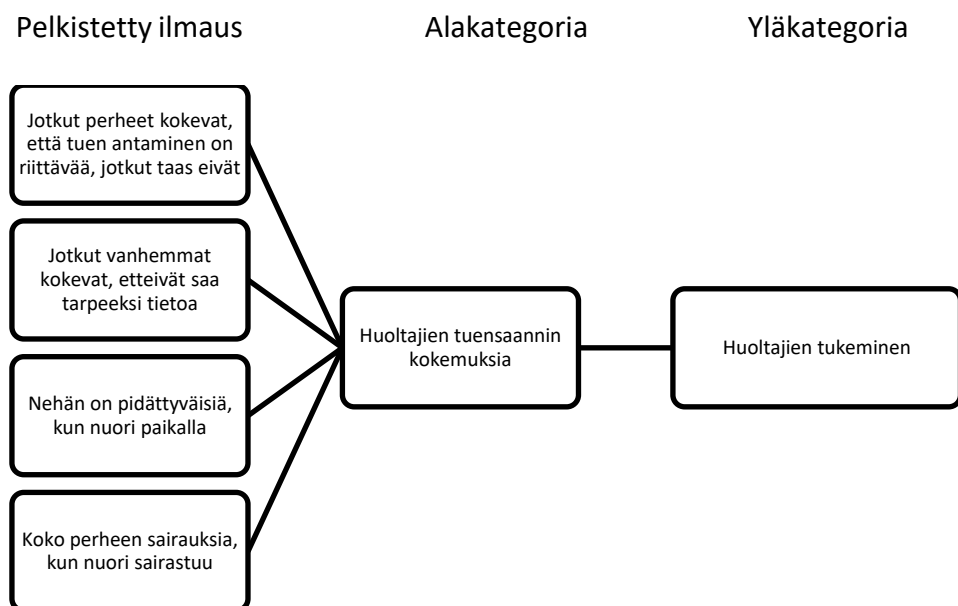 Pelkistetty ilmaus
Alakategoria
Yläkategoria
Jotkut perheet kokevat,
että tuen antaminen on
riittävää, jotkut taas eivät
Jotkut vanhemmat
kokevat, etteivät saa
tarpeeksi tietoa
Nehän on pidättyväisiä,
kun nuori paikalla
Koko perheen sairauksia,
kun nuori sairastuu
Huoltajien tuensaannin
kokemuksia
Huoltajien tukeminen